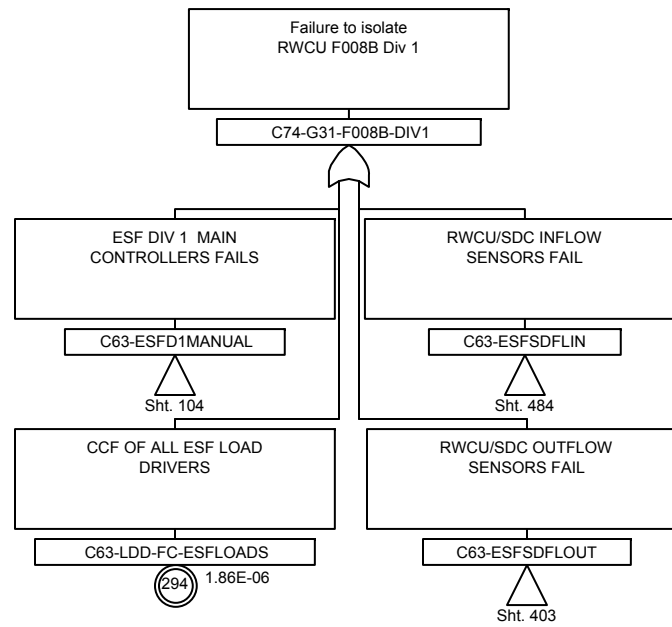 Failure to isolate
RWCU F008B Div 1
C74-G31-F008B-DIV1
ESF DIV 1 MAIN
CONTROLLERS FAILS
C63-ESFD1MANUAL
Sht. 104
RWCU/SDC INFLOW
SENSORS FAIL
C63-ESFSDFLIN
Sht. 484
CCF OF ALL ESF LOAD
DRIVERS
C63-LDD-FC-ESFLOADS
294
1.86E-06
RWCU/SDC OUTFLOW
SENSORS FAIL
C63-ESFSDFLOUT
Sht. 403